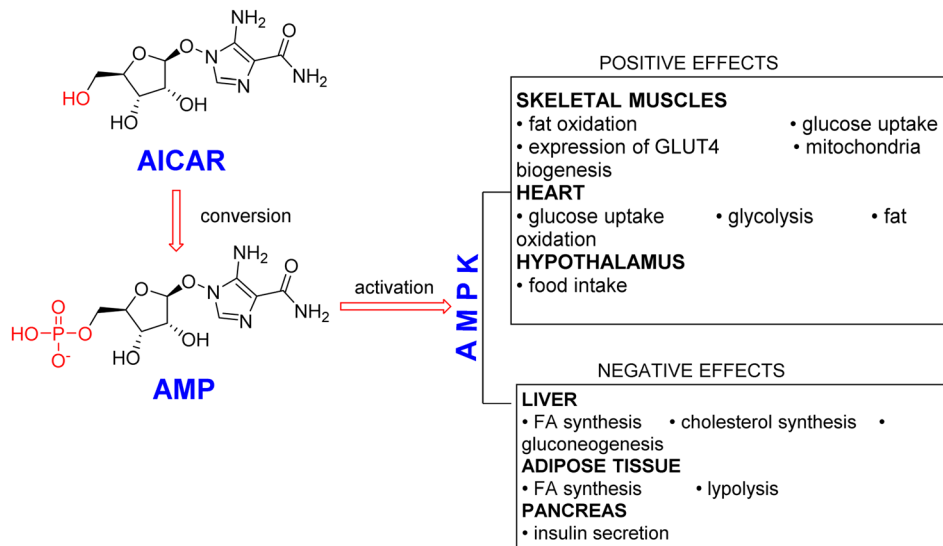 NH2
O
O
N
O
NH2
HO
N
OH
HO
AICAR
conversion
NH2
O
O
N
O
O
NH2
HO P O
N
OH
O-
HO
AMP
activation
AMPK
POSITIVE EFFECTS
SKELETAL MUSCLES
• fat oxidation • glucose uptake
• expression of GLUT4 • mitochondria
biogenesis
HEART
• glucose uptake • glycolysis • fat
oxidation
HYPOTHALAMUS
• food intake
NEGATIVE EFFECTS
LIVER
• FA synthesis • cholesterol synthesis •
gluconeogenesis
ADIPOSE TISSUE
• FA synthesis • lypolysis
PANCREAS
• insulin secretion